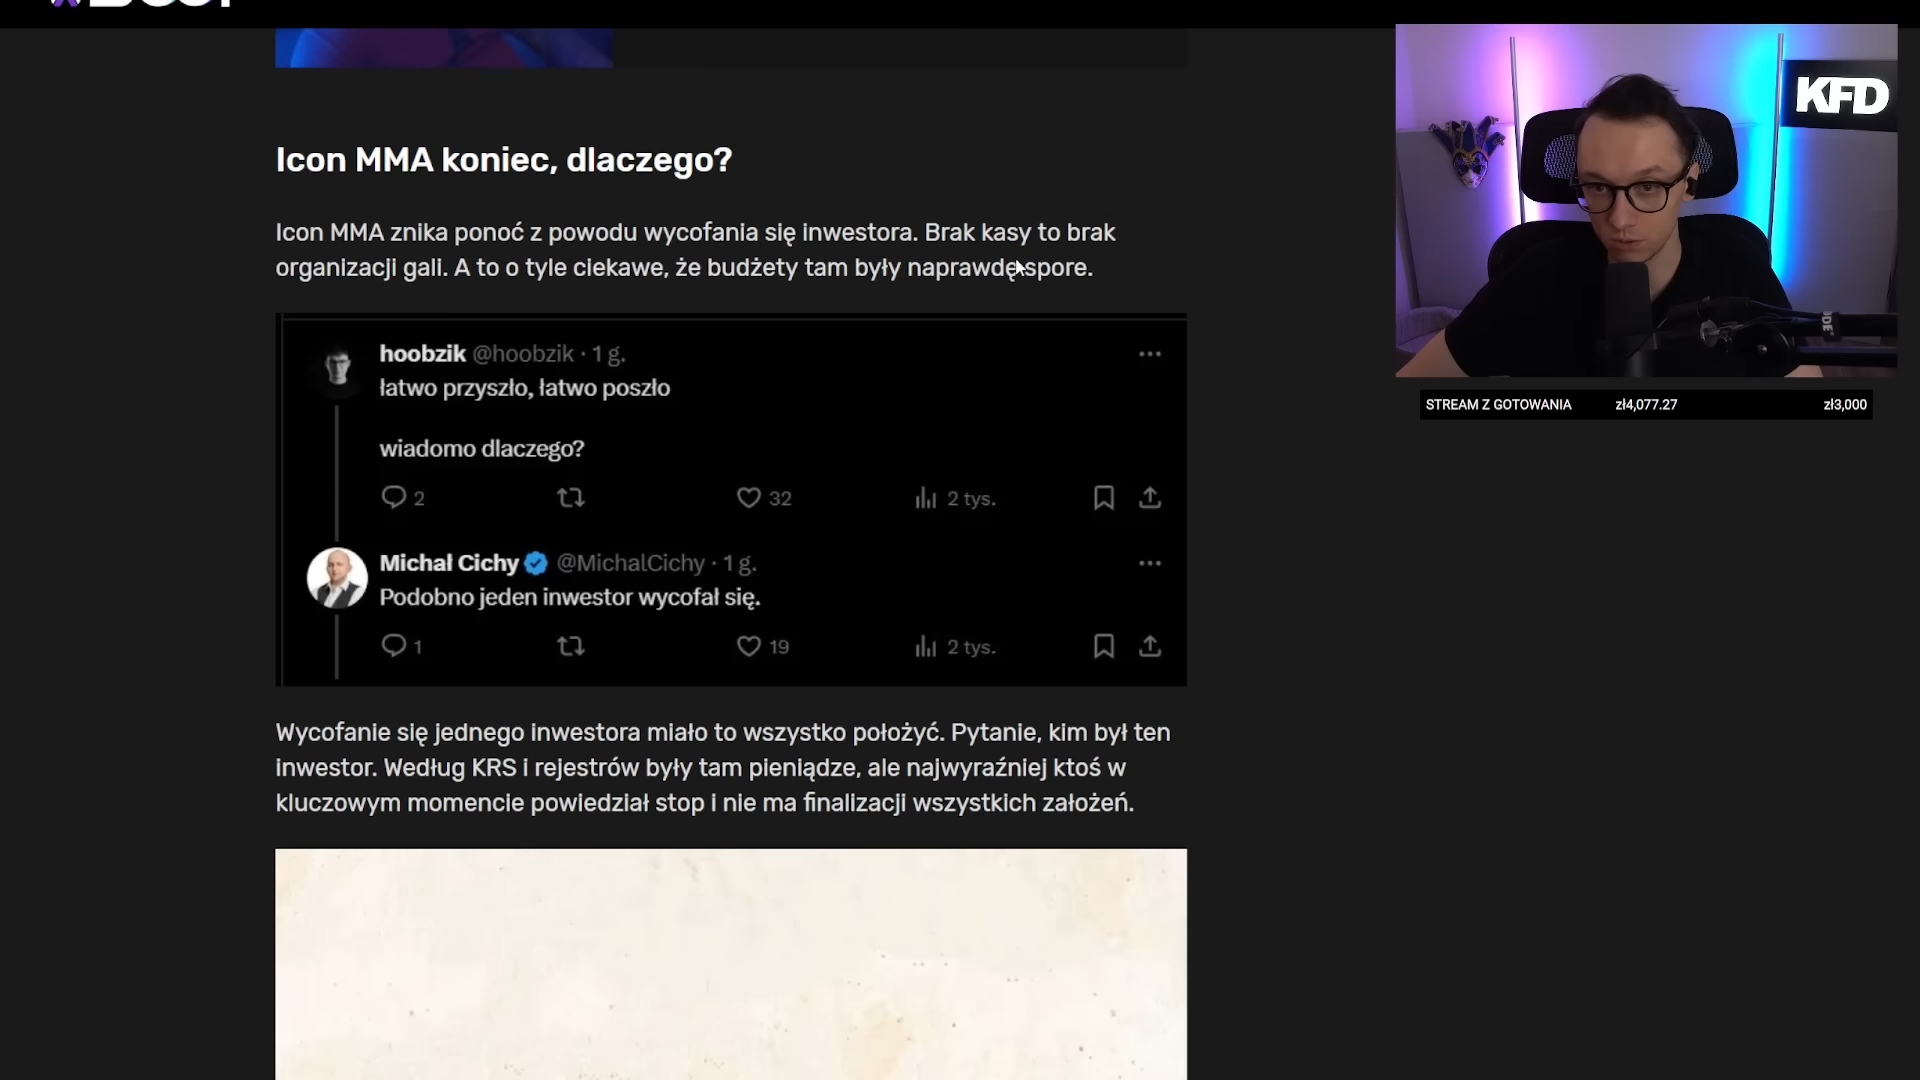 KFD
Icon MMA koniec, dlaczego?
Icon MMA znika ponoć z powodu wycofania się inwestora. Brak kasy to brak
organizacji gali. A to o tyle ciekawe, że budżety tam były naprawdę spore.
STREAM Z GOTOWANIA zł4,077.27 zł3,000
hoobzik @hoobzik · 1 g.
łatwo przyszło, łatwo poszło
wiadomo dlaczego?
2 32 2 tys.
Michal Cichy @MichalCichy · 1 g.
Podobno jeden inwestor wycofał się.
1 19 2 tys.
Wycofanie się jednego inwestora miało to wszystko położyć. Pytanie, kim był ten
inwestor. Według KRS i rejestrów były tam pieniądze, ale najwyraźniej ktoś w
kluczowym momencie powiedział stop i nie ma finalizacji wszystkich założeń.